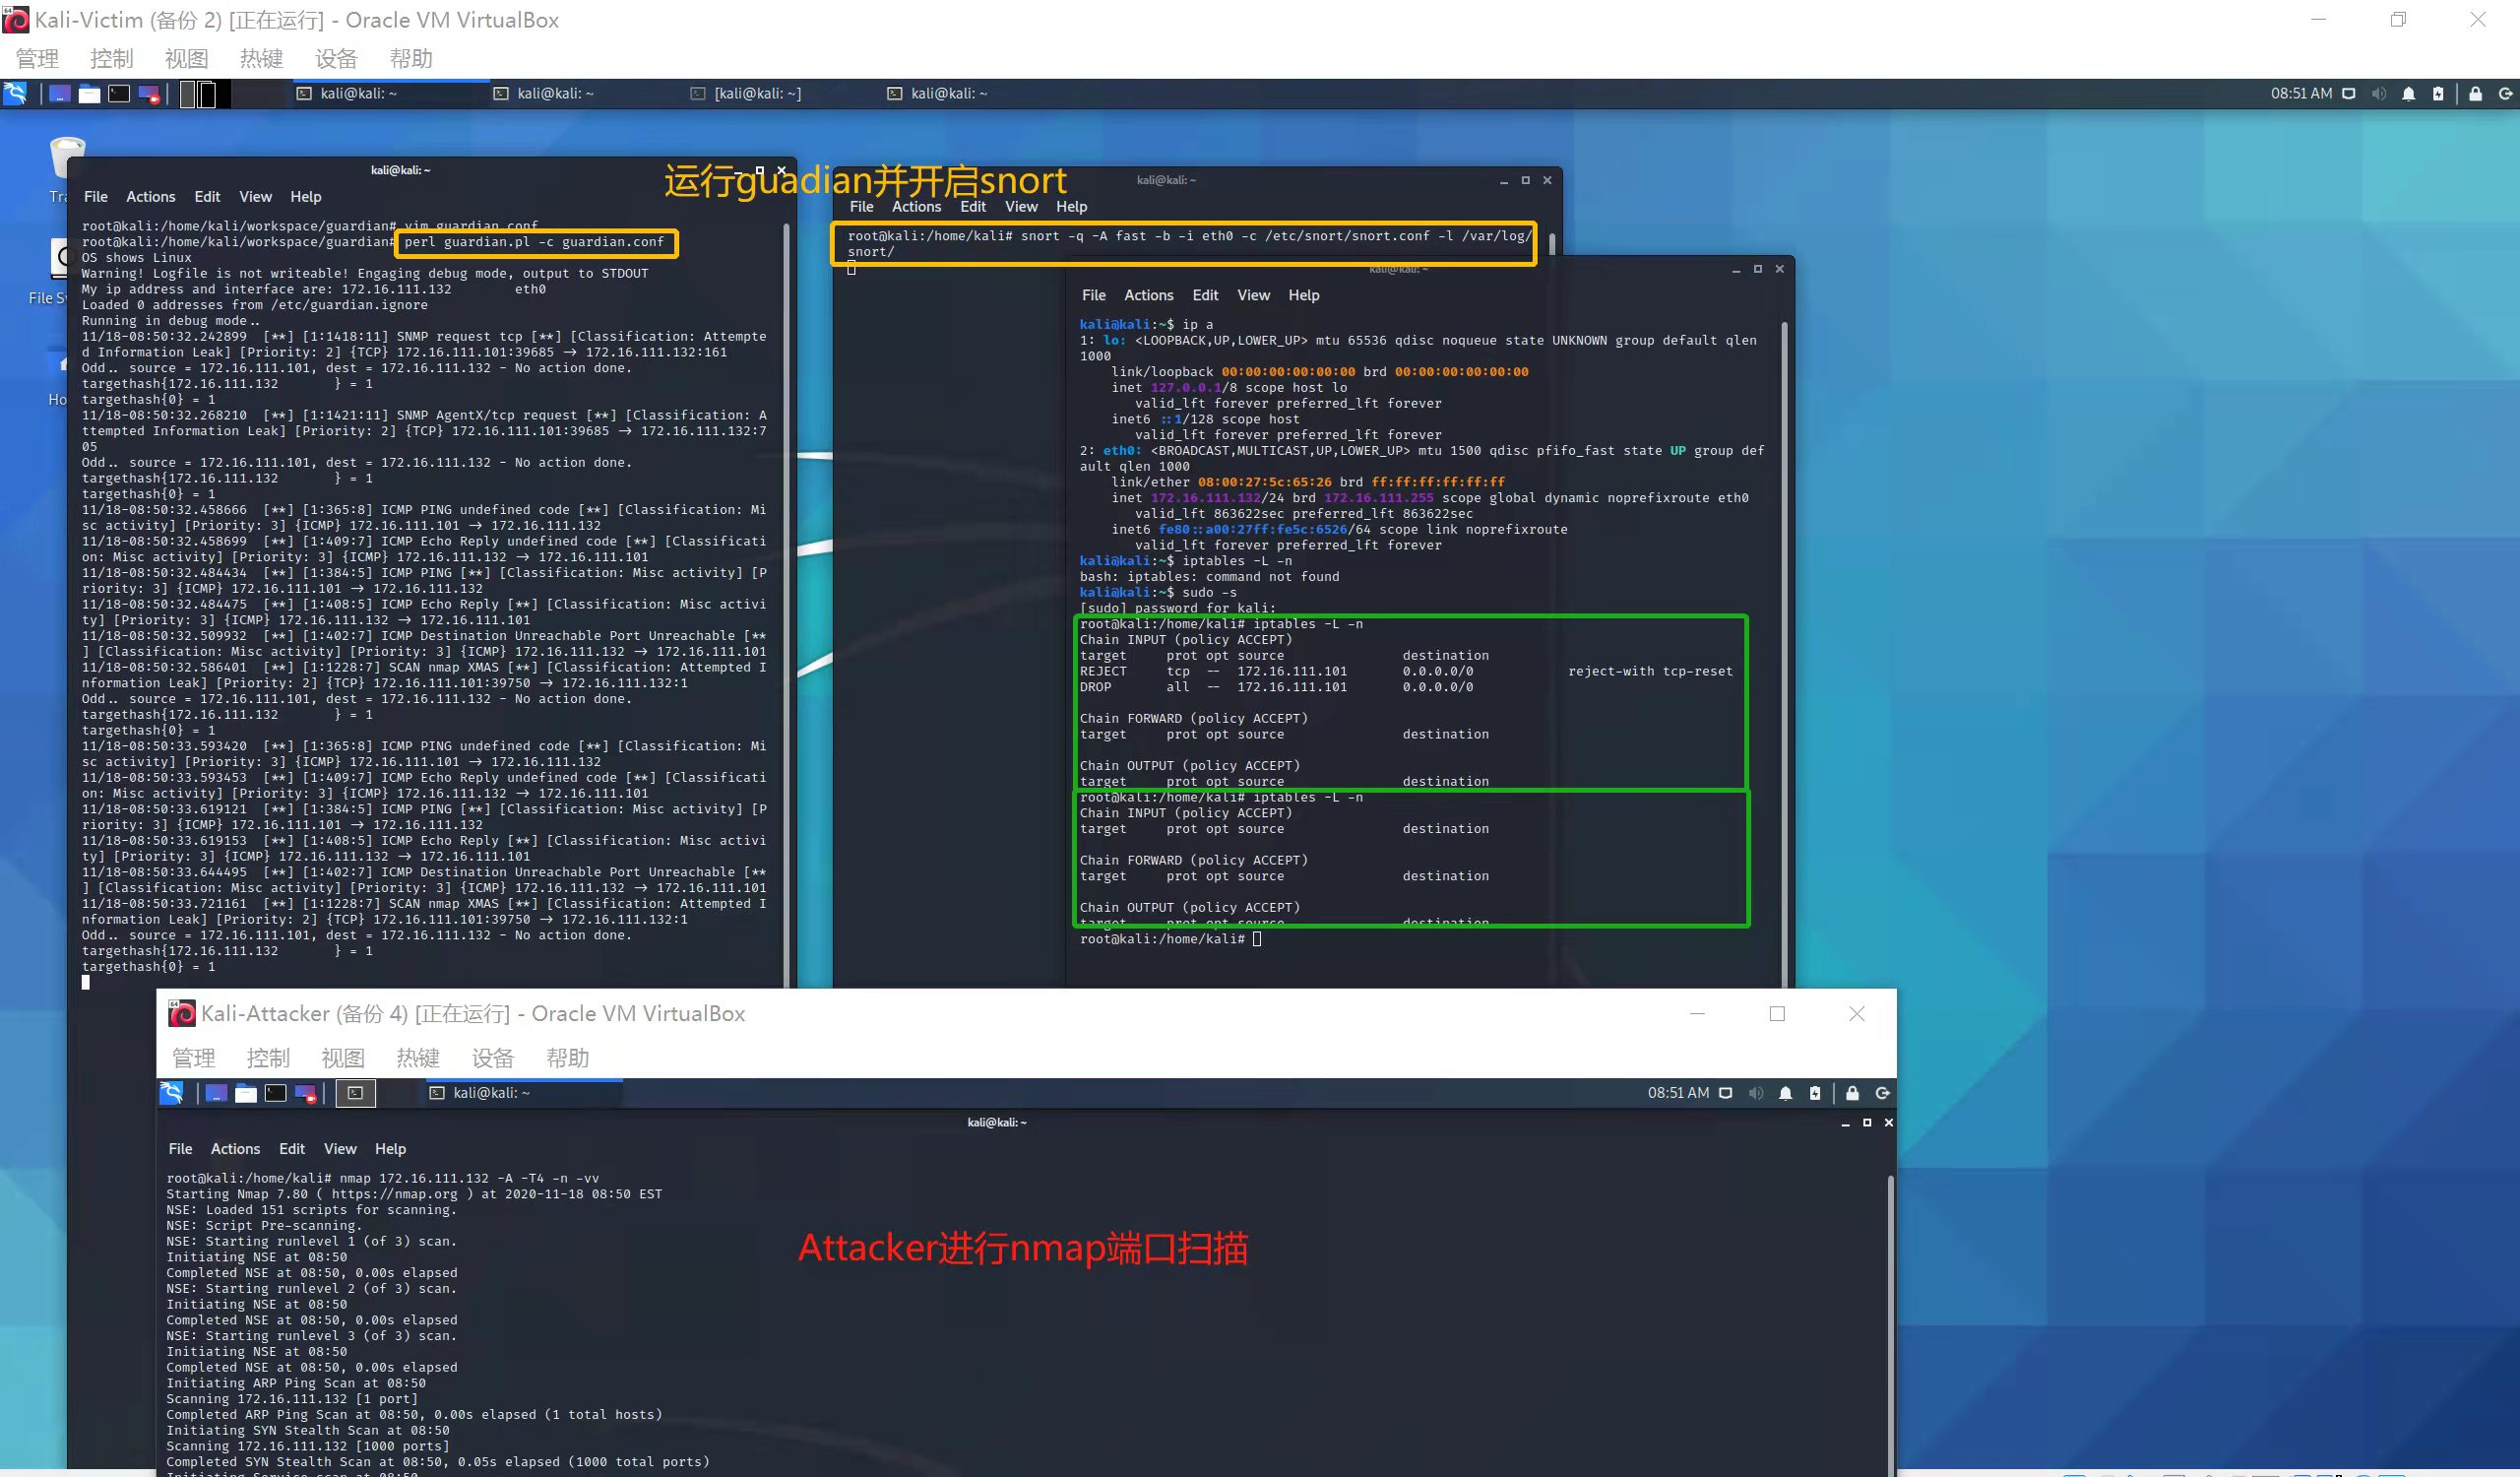 Kali-Victim (备份 2) [正在运行] - Oracle VM VirtualBox
管理 控制 视图 热键 设备 帮助
kali@kali: ~ kali@kali: ~ [kali@kali: ~] kali@kali: ~ 08:51 AM
运行guadian并开启snort
kali@kali: ~
File Actions Edit View Help
root@kali:/home/kali/workspace/guardian# vim guardian.conf
root@kali:/home/kali/workspace/guardian# perl guardian.pl -c guardian.conf
OS shows Linux
Warning! Logfile is not writeable! Engaging debug mode, output to STDOUT
My ip address and interface are: 172.16.111.132 eth0
Loaded 0 addresses from /etc/guardian.ignore
Running in debug mode..
11/18-08:50:32.242899 [**] [1:1418:11] SNMP request tcp [**] [Classification: Attempte
d Information Leak] [Priority: 2] {TCP} 172.16.111.101:39685 → 172.16.111.132:161
Odd.. source = 172.16.111.101, dest = 172.16.111.132 - No action done.
targethash{172.16.111.132 } = 1
targethash{0} = 1
11/18-08:50:32.268210 [**] [1:1421:11] SNMP AgentX/tcp request [**] [Classification: A
ttempted Information Leak] [Priority: 2] {TCP} 172.16.111.101:39685 → 172.16.111.132:7
05
Odd.. source = 172.16.111.101, dest = 172.16.111.132 - No action done.
targethash{172.16.111.132 } = 1
targethash{0} = 1
11/18-08:50:32.458666 [**] [1:365:8] ICMP PING undefined code [**] [Classification: Mi
sc activity] [Priority: 3] {ICMP} 172.16.111.101 → 172.16.111.132
11/18-08:50:32.458699 [**] [1:409:7] ICMP Echo Reply undefined code [**] [Classificati
on: Misc activity] [Priority: 3] {ICMP} 172.16.111.132 → 172.16.111.101
11/18-08:50:32.484434 [**] [1:384:5] ICMP PING [**] [Classification: Misc activity] [P
riority: 3] {ICMP} 172.16.111.101 → 172.16.111.132
11/18-08:50:32.484475 [**] [1:408:5] ICMP Echo Reply [**] [Classification: Misc activi
ty] [Priority: 3] {ICMP} 172.16.111.132 → 172.16.111.101
11/18-08:50:32.509932 [**] [1:402:7] ICMP Destination Unreachable Port Unreachable [**
] [Classification: Misc activity] [Priority: 3] {ICMP} 172.16.111.132 → 172.16.111.101
11/18-08:50:32.586401 [**] [1:1228:7] SCAN nmap XMAS [**] [Classification: Attempted I
nformation Leak] [Priority: 2] {TCP} 172.16.111.101:39750 → 172.16.111.132:1
Odd.. source = 172.16.111.101, dest = 172.16.111.132 - No action done.
targethash{172.16.111.132 } = 1
targethash{0} = 1
11/18-08:50:33.593420 [**] [1:365:8] ICMP PING undefined code [**] [Classification: Mi
sc activity] [Priority: 3] {ICMP} 172.16.111.101 → 172.16.111.132
11/18-08:50:33.593453 [**] [1:409:7] ICMP Echo Reply undefined code [**] [Classificati
on: Misc activity] [Priority: 3] {ICMP} 172.16.111.132 → 172.16.111.101
11/18-08:50:33.619121 [**] [1:384:5] ICMP PING [**] [Classification: Misc activity] [P
riority: 3] {ICMP} 172.16.111.101 → 172.16.111.132
11/18-08:50:33.619153 [**] [1:408:5] ICMP Echo Reply [**] [Classification: Misc activi
ty] [Priority: 3] {ICMP} 172.16.111.132 → 172.16.111.101
11/18-08:50:33.644495 [**] [1:402:7] ICMP Destination Unreachable Port Unreachable [**
] [Classification: Misc activity] [Priority: 3] {ICMP} 172.16.111.132 → 172.16.111.101
11/18-08:50:33.721161 [**] [1:1228:7] SCAN nmap XMAS [**] [Classification: Attempted I
nformation Leak] [Priority: 2] {TCP} 172.16.111.101:39750 → 172.16.111.132:1
Odd.. source = 172.16.111.101, dest = 172.16.111.132 - No action done.
targethash{172.16.111.132 } = 1
targethash{0} = 1
kali@kali: ~
File Actions Edit View Help
root@kali:/home/kali# snort -q -A fast -b -i eth0 -c /etc/snort/snort.conf -l /var/log/
snort/
kali@kali: ~
File Actions Edit View Help
kali@kali:~$ ip a
1: lo: <LOOPBACK,UP,LOWER_UP> mtu 65536 qdisc noqueue state UNKNOWN group default qlen
1000
link/loopback 00:00:00:00:00:00 brd 00:00:00:00:00:00
inet 127.0.0.1/8 scope host lo
valid_lft forever preferred_lft forever
inet6 ::1/128 scope host
valid_lft forever preferred_lft forever
2: eth0: <BROADCAST,MULTICAST,UP,LOWER_UP> mtu 1500 qdisc pfifo_fast state UP group def
ault qlen 1000
link/ether 08:00:27:5c:65:26 brd ff:ff:ff:ff:ff:ff
inet 172.16.111.132/24 brd 172.16.111.255 scope global dynamic noprefixroute eth0
valid_lft 863622sec preferred_lft 863622sec
inet6 fe80::a00:27ff:fe5c:6526/64 scope link noprefixroute
valid_lft forever preferred_lft forever
kali@kali:~$ iptables -L -n
bash: iptables: command not found
kali@kali:~$ sudo -s
[sudo] password for kali:
root@kali:/home/kali# iptables -L -n
Chain INPUT (policy ACCEPT)
target prot opt source destination
REJECT tcp -- 172.16.111.101 0.0.0.0/0 reject-with tcp-reset
DROP all -- 172.16.111.101 0.0.0.0/0
Chain FORWARD (policy ACCEPT)
target prot opt source destination
Chain OUTPUT (policy ACCEPT)
target prot opt source destination
root@kali:/home/kali# iptables -L -n
Chain INPUT (policy ACCEPT)
target prot opt source destination
Chain FORWARD (policy ACCEPT)
target prot opt source destination
Chain OUTPUT (policy ACCEPT)
target prot opt source destination
root@kali:/home/kali#
Kali-Attacker (备份 4) [正在运行] - Oracle VM VirtualBox
管理 控制 视图 热键 设备 帮助
kali@kali: ~ 08:51 AM
kali@kali: ~
File Actions Edit View Help
root@kali:/home/kali# nmap 172.16.111.132 -A -T4 -n -vv
Starting Nmap 7.80 ( https://nmap.org ) at 2020-11-18 08:50 EST
NSE: Loaded 151 scripts for scanning.
NSE: Script Pre-scanning.
NSE: Starting runlevel 1 (of 3) scan.
Initiating NSE at 08:50
Completed NSE at 08:50, 0.00s elapsed
NSE: Starting runlevel 2 (of 3) scan.
Initiating NSE at 08:50
Completed NSE at 08:50, 0.00s elapsed
NSE: Starting runlevel 3 (of 3) scan.
Initiating NSE at 08:50
Completed NSE at 08:50, 0.00s elapsed
Initiating ARP Ping Scan at 08:50
Scanning 172.16.111.132 [1 port]
Completed ARP Ping Scan at 08:50, 0.00s elapsed (1 total hosts)
Initiating SYN Stealth Scan at 08:50
Scanning 172.16.111.132 [1000 ports]
Completed SYN Stealth Scan at 08:50, 0.05s elapsed (1000 total ports)
Initiating Service scan at 08:50
Attacker进行nmap端口扫描